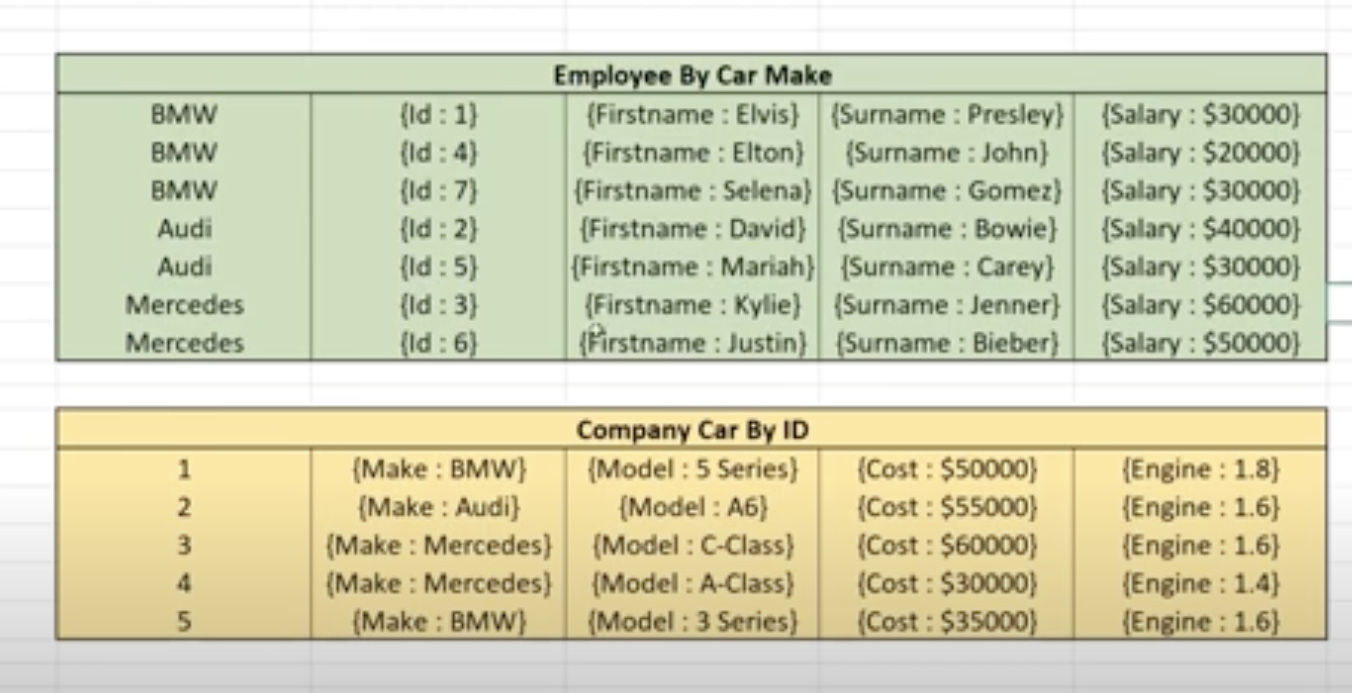 Employee By Car Make
BMW {Id : 1} {Firstname : Elvis} {Surname : Presley} {Salary : $30000}
BMW {Id : 4} {Firstname : Elton} {Surname : John} {Salary : $20000}
BMW {Id : 7} {Firstname : Selena} {Surname : Gomez} {Salary : $30000}
Audi {Id : 2} {Firstname : David} {Surname : Bowie} {Salary : $40000}
Audi {Id : 5} {Firstname : Mariah} {Surname : Carey} {Salary : $30000}
Mercedes {Id : 3} {Firstname : Kylie} {Surname : Jenner} {Salary : $60000}
Mercedes {Id : 6} {Firstname : Justin} {Surname : Bieber} {Salary : $50000}
Company Car By ID
1 {Make : BMW} {Model : 5 Series} {Cost : $50000} {Engine : 1.8}
2 {Make : Audi} {Model : A6} {Cost : $55000} {Engine : 1.6}
3 {Make : Mercedes} {Model : C-Class} {Cost : $60000} {Engine : 1.6}
4 {Make : Mercedes} {Model : A-Class} {Cost : $30000} {Engine : 1.4}
5 {Make : BMW} {Model : 3 Series} {Cost : $35000} {Engine : 1.6}